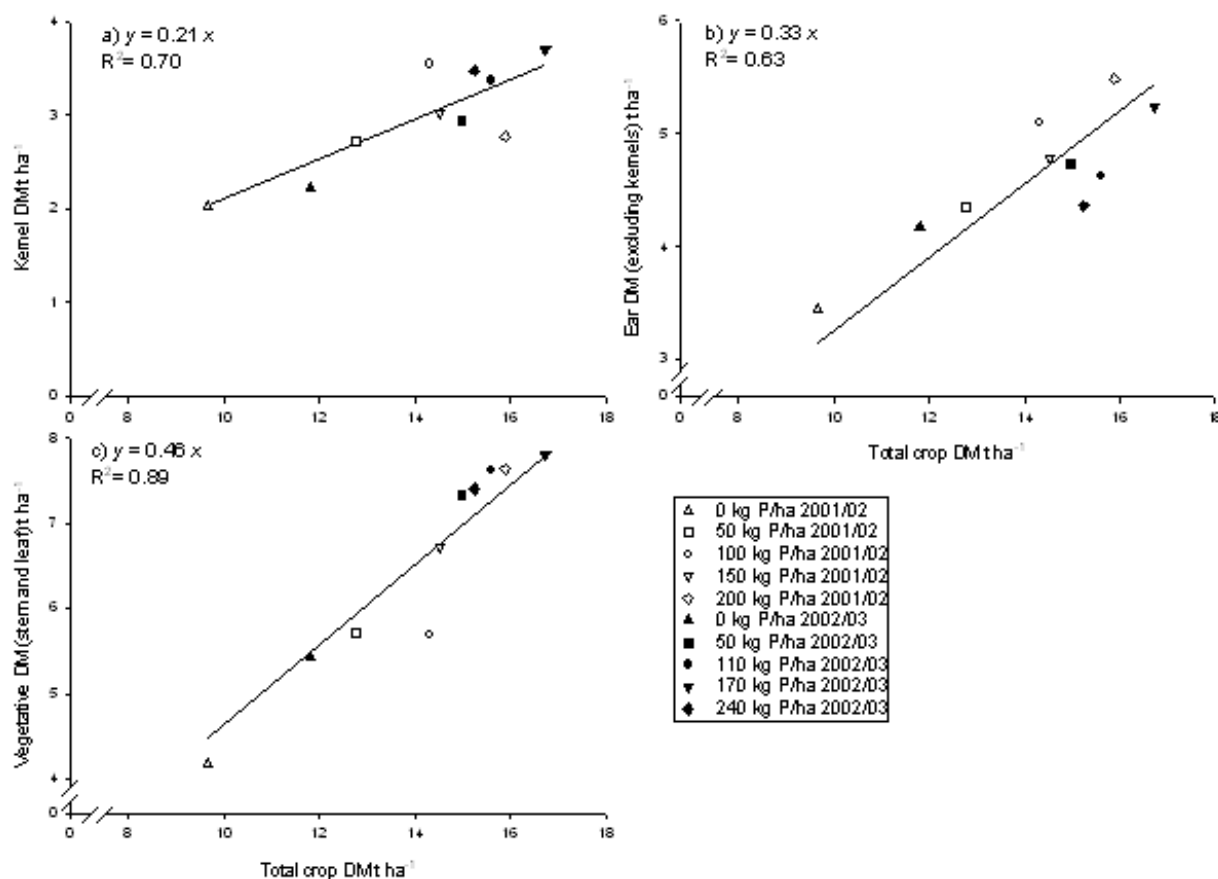 a) y = 0.21 x
R² = 0.70
Kernel DM t ha⁻¹
4
3
2
1
0
0 8 10 12 14 16 18
b) y = 0.33 x
R² = 0.63
Ear DM (excluding kernels) t ha⁻¹
6
5
4
3
0
0 8 10 12 14 16 18
Total crop DM t ha⁻¹
c) y = 0.46 x
R² = 0.89
Vegetative DM (stem and leaf) t ha⁻¹
8
7
6
5
4
0
0 8 10 12 14 16 18
Total crop DM t ha⁻¹
0 kg P/ha 2001/02
50 kg P/ha 2001/02
100 kg P/ha 2001/02
150 kg P/ha 2001/02
200 kg P/ha 2001/02
0 kg P/ha 2002/03
50 kg P/ha 2002/03
110 kg P/ha 2002/03
170 kg P/ha 2002/03
240 kg P/ha 2002/03